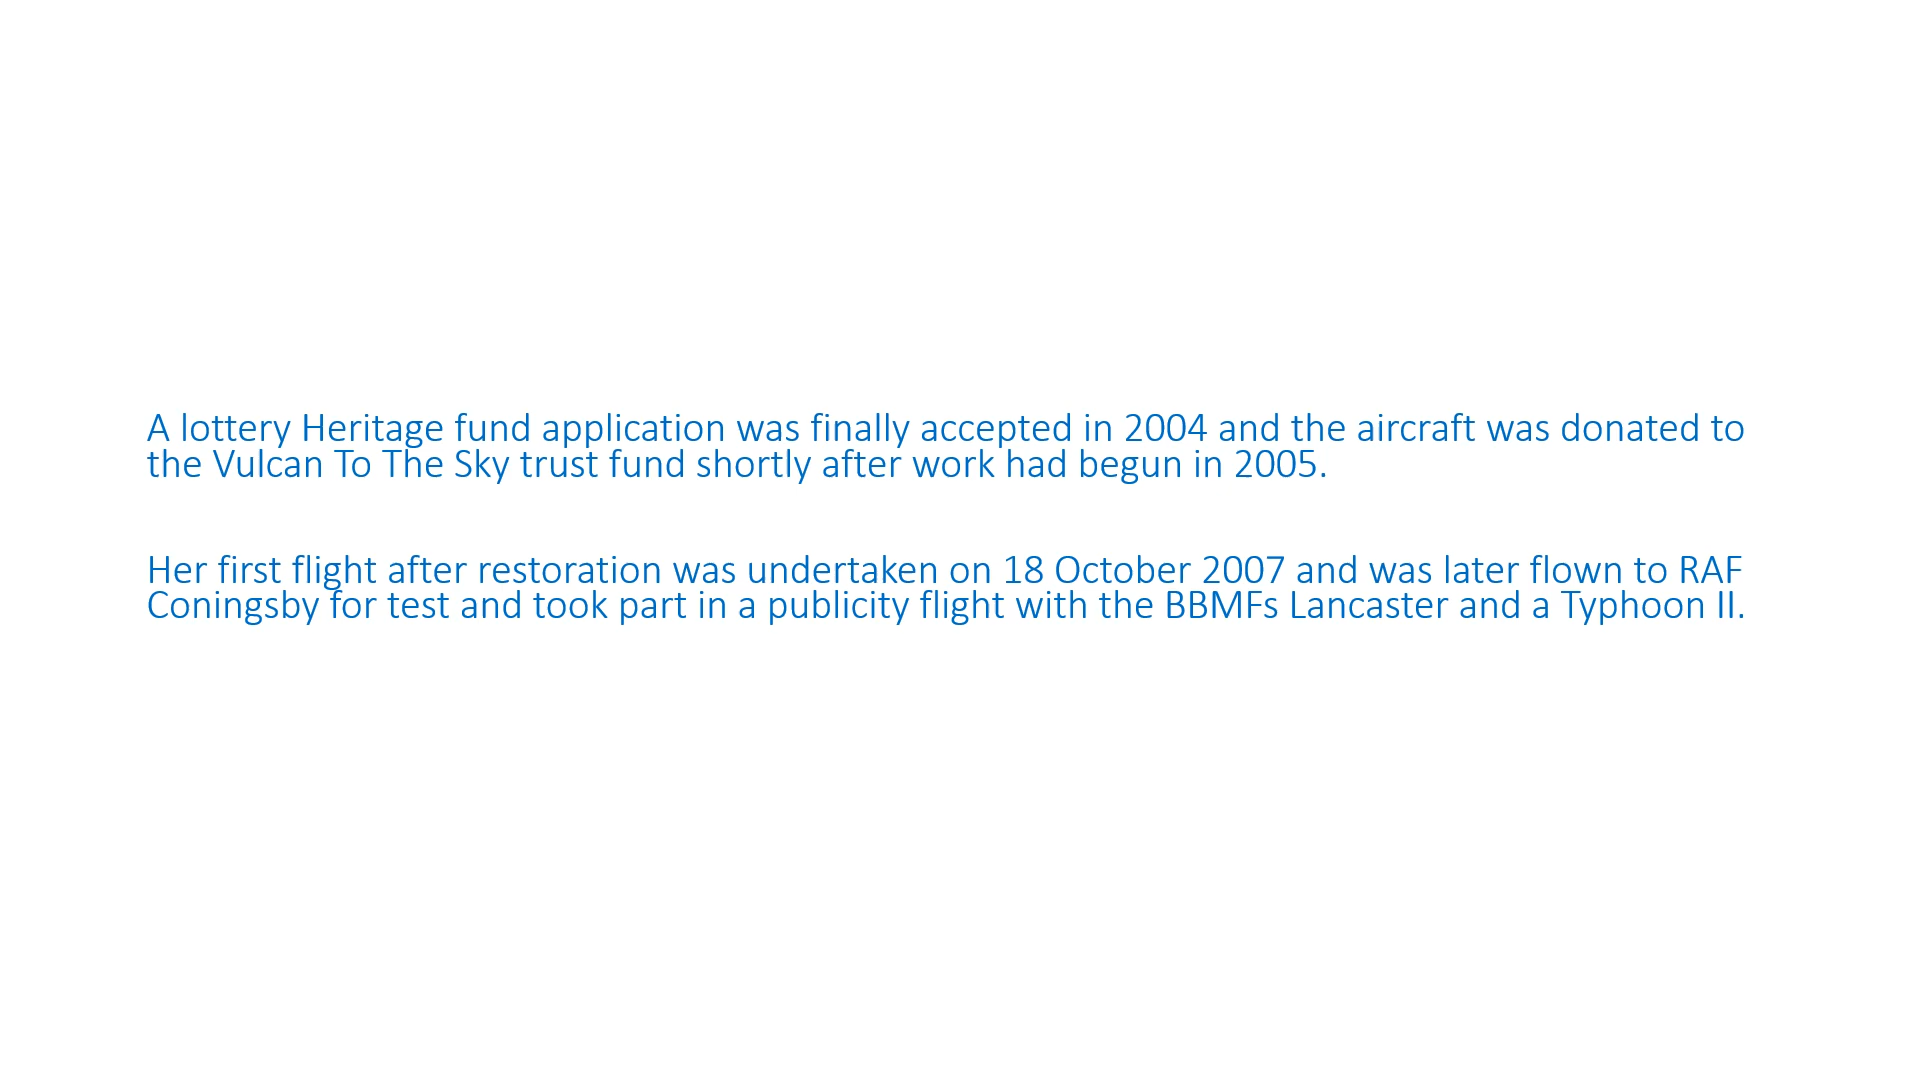 A lottery Heritage fund application was finally accepted in 2004 and the aircraft was donated to
the Vulcan To The Sky trust fund shortly after work had begun in 2005.
Her first flight after restoration was undertaken on 18 October 2007 and was later flown to RAF
Coningsby for test and took part in a publicity flight with the BBMFs Lancaster and a Typhoon II.